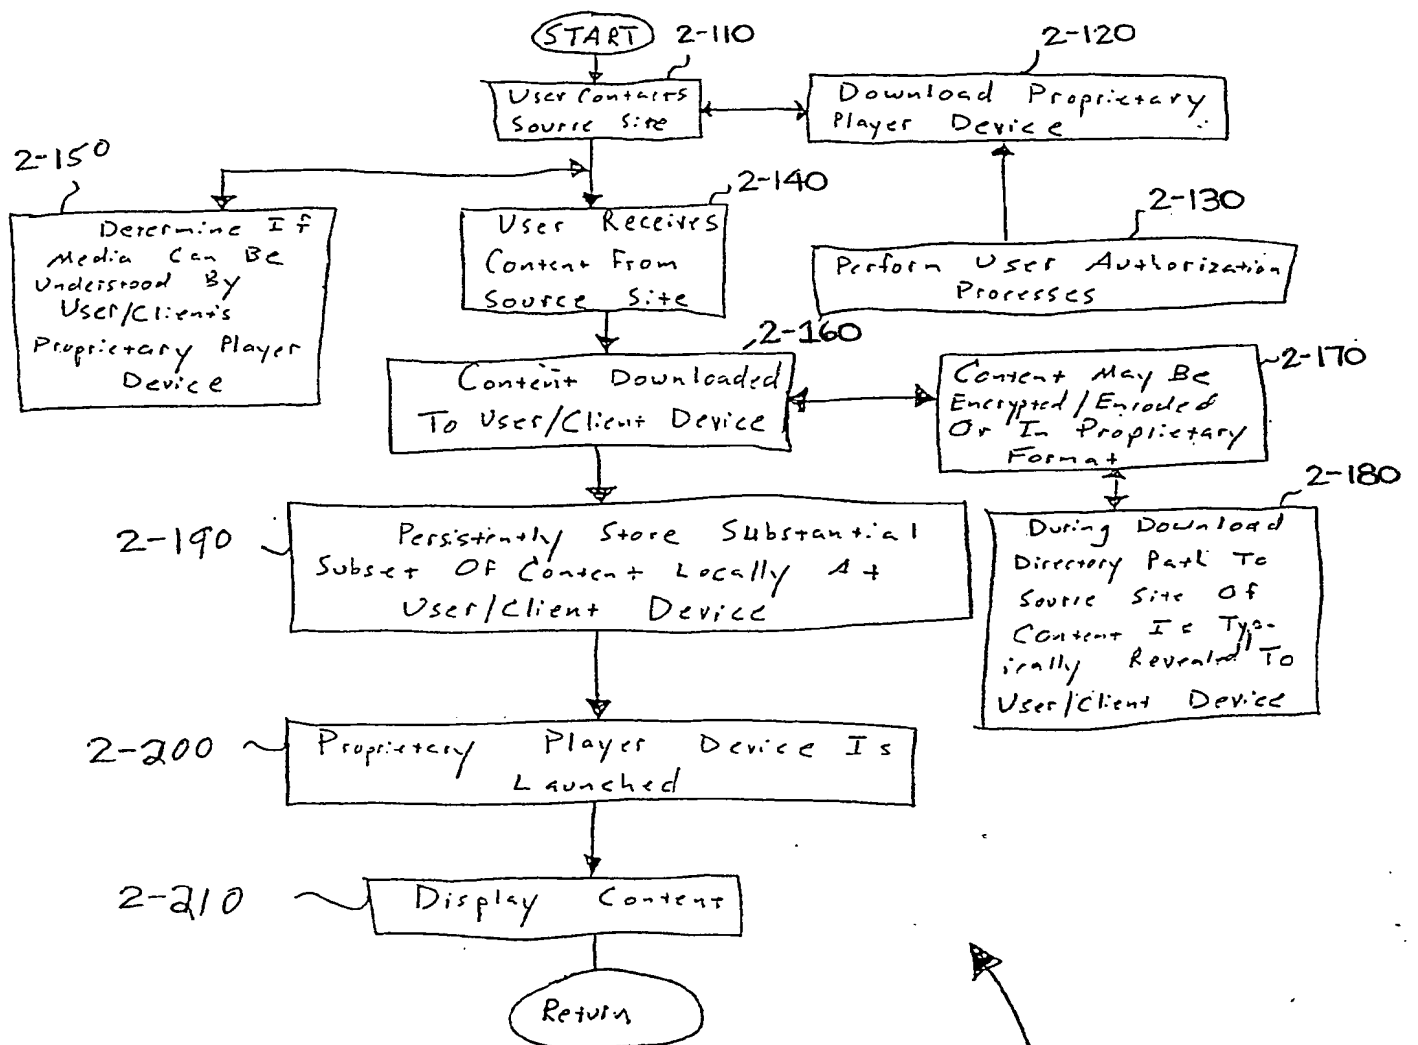 START
2-110
User Contacts
Source Site
2-120
Download Proprietary
Player Device
2-130
Perform User Authorization
Processes
2-150
Determine If
Media Can Be
Understood By
User/Clients
Proprietary Player
Device
2-140
User Receives
Content From
Source Site
2-160
Content Downloaded
To User/Client Device
2-170
Content May Be
Encrypted/Encoded
Or In Proprietary
Format
2-180
During Download
Directory Path To
Source Site Of
Content Is Typ-
ically Revealed To
User/Client Device
2-190
Persistently Store Substantial
Subset Of Content Locally At
User/Client Device
2-200
Proprietary Player Device Is
Launched
2-210
Display Content
Return